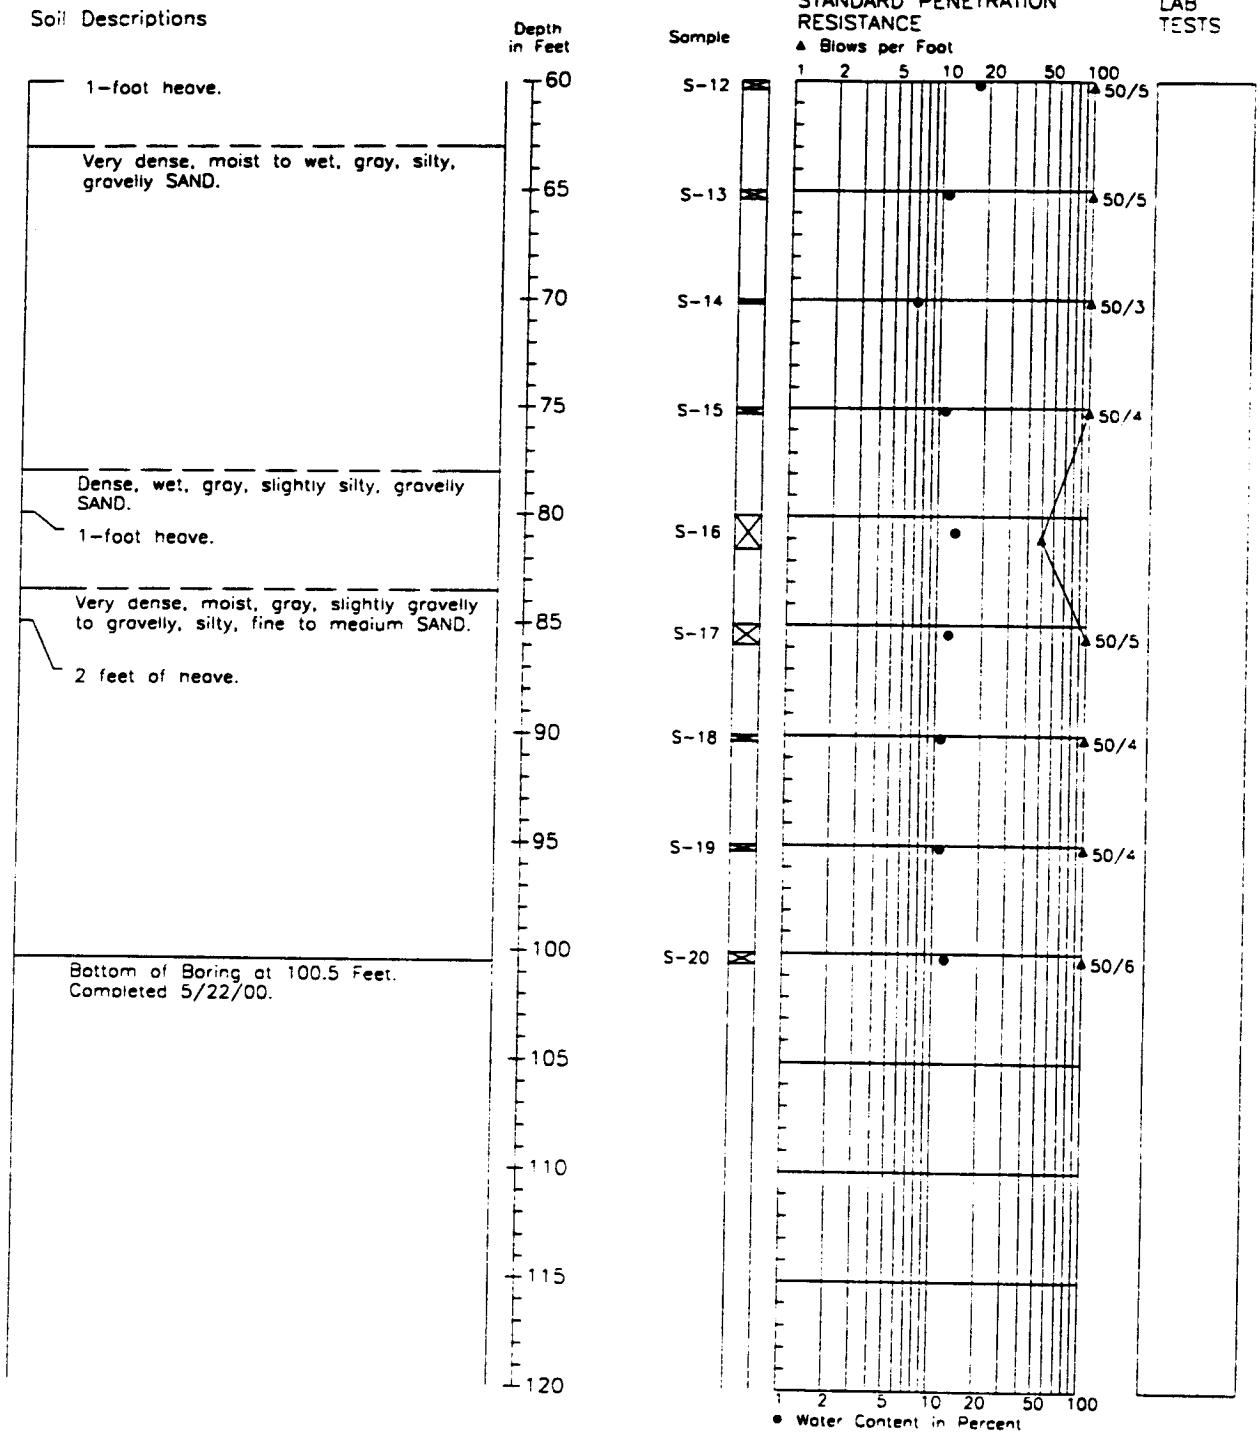 Soil Descriptions
Depth
in Feet
Sample
STANDARD PENETRATION
RESISTANCE
▲ Blows per Foot
LAB
TESTS
1 2 5 10 20 50 100
60
1-foot heave.
S-12
50/5
Very dense, moist to wet, gray, silty,
gravelly SAND.
65
S-13
50/5
70
S-14
50/3
75
S-15
50/4
Dense, wet, gray, slightly silty, gravelly
SAND.
80
1-foot heave.
S-16
Very dense, moist, gray, slightly gravelly
to gravelly, silty, fine to medium SAND.
85
S-17
50/5
2 feet of neave.
90
S-18
50/4
95
S-19
50/4
100
S-20
50/6
Bottom of Boring at 100.5 Feet.
Completed 5/22/00.
105
110
115
120
1 2 5 10 20 50 100
● Water Content in Percent